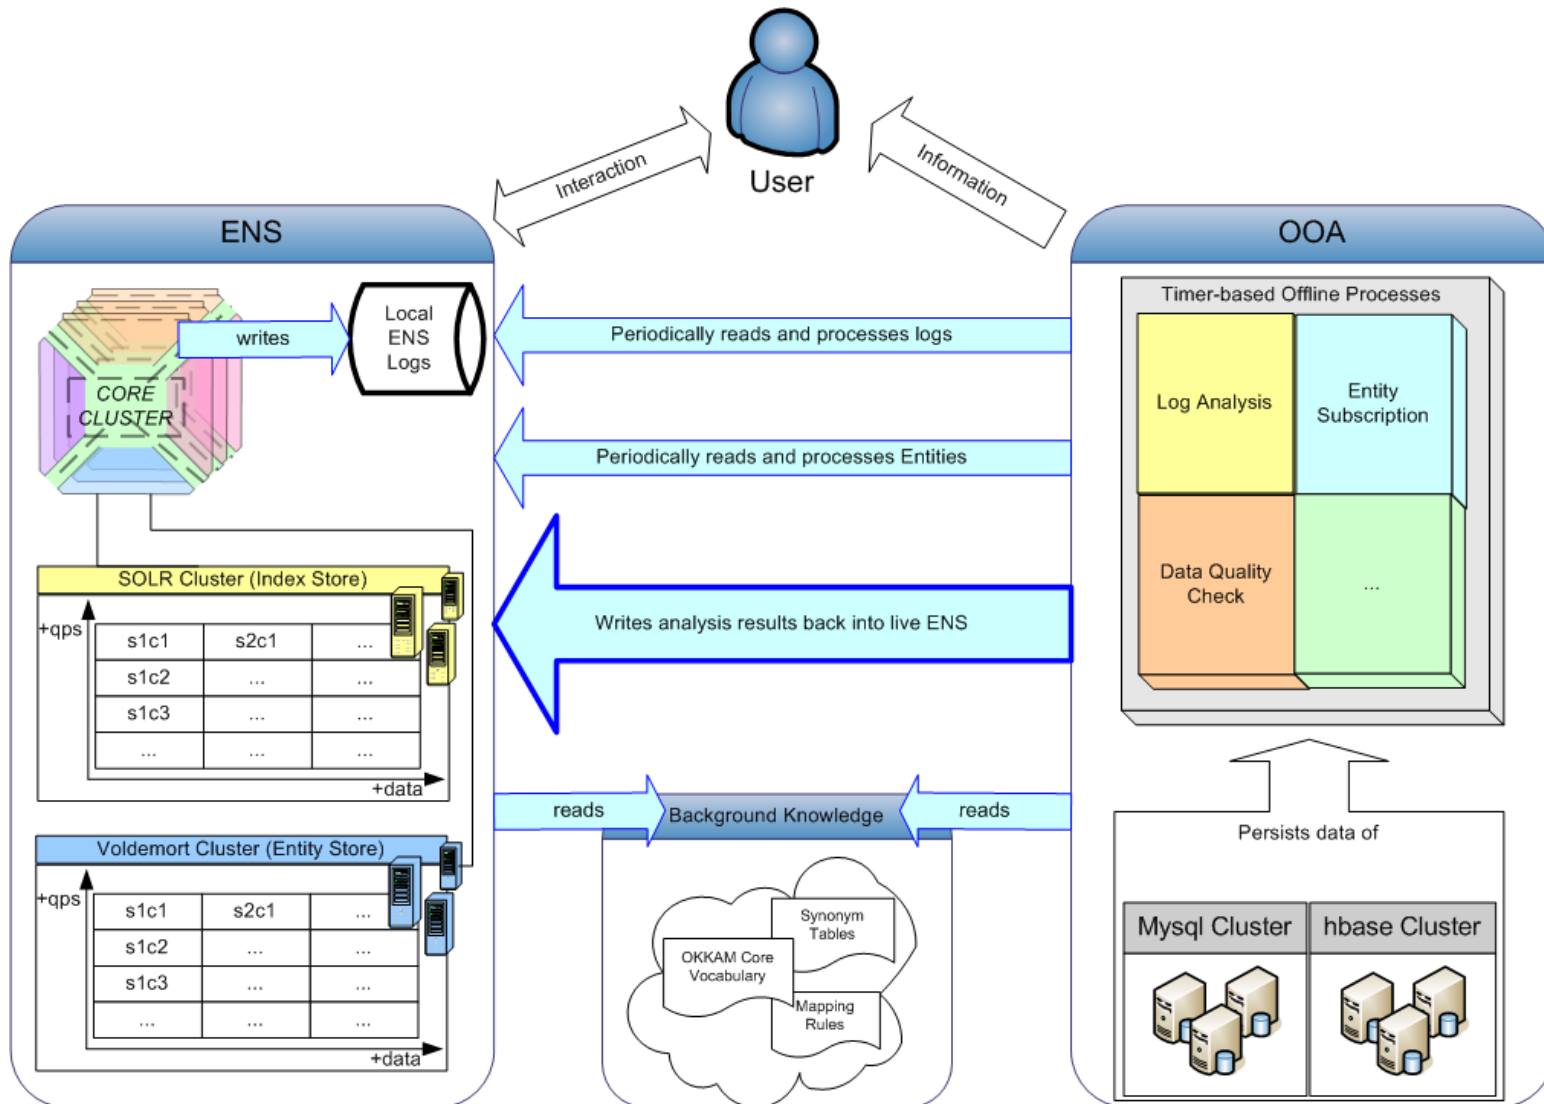 User
Interaction
Information
ENS
OOA
writes
Local
ENS
Logs
CORE
CLUSTER
Periodically reads and processes logs
Periodically reads and processes Entities
Writes analysis results back into live ENS
Timer-based Offline Processes
Log Analysis
Entity
Subscription
Data Quality
Check
...
SOLR Cluster (Index Store)
+qps
s1c1 s2c1 ...
s1c2 ... ...
s1c3 ... ...
... ... ...
+data
Voldemort Cluster (Entity Store)
+qps
s1c1 s2c1 ...
s1c2 ... ...
s1c3 ... ...
... ... ...
+data
reads
Background Knowledge
reads
Synonym
Tables
OKKAM Core
Vocabulary
Mapping
Rules
Persists data of
Mysql Cluster
hbase Cluster